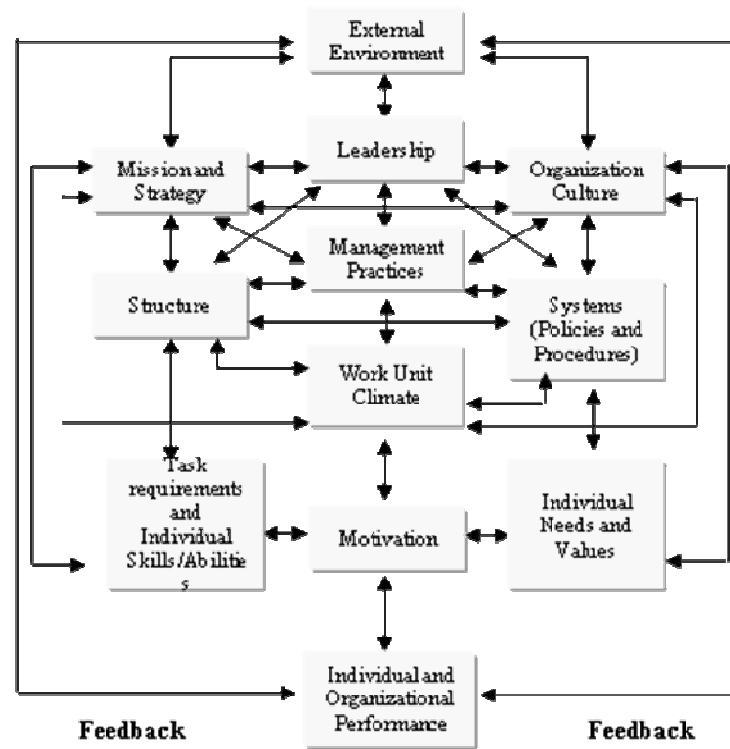 External
Environment
Leadership
Mission and
Strategy
Organization
Culture
Management
Practices
Structure
Systems
(Policies and
Procedures)
Work Unit
Climate
Task
requirements
and
Individual
Skills/Abilitie
s
Motivation
Individual
Needs and
Values
Individual and
Organizational
Performance
Feedback
Feedback